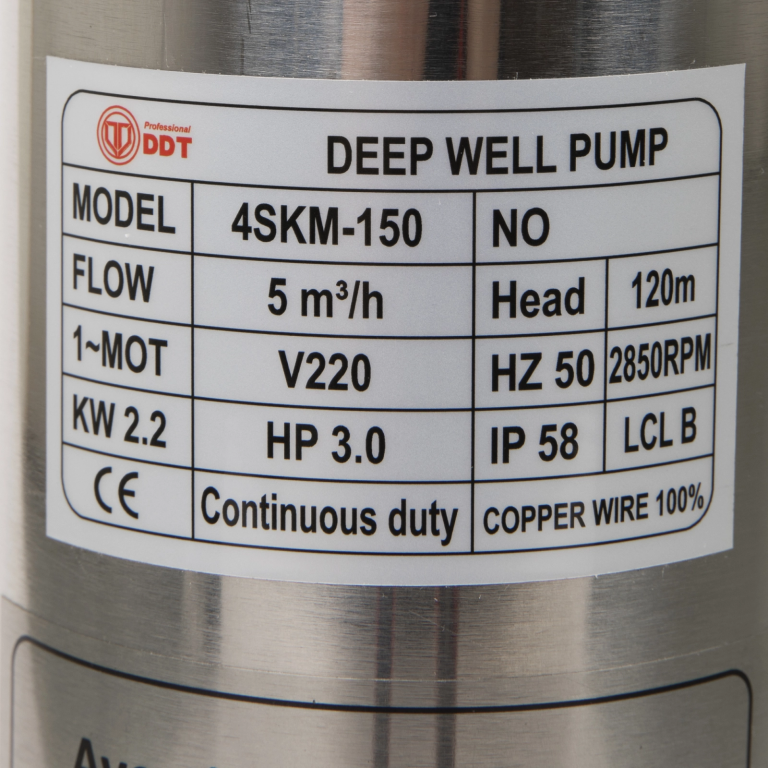 Professional
DDT
DEEP WELL PUMP
MODEL 4SKM-150 NO
FLOW 5 m³/h Head 120m
1~MOT V220 HZ 50 2850RPM
KW 2.2 HP 3.0 IP 58 LCL B
CE Continuous duty COPPER WIRE 100%